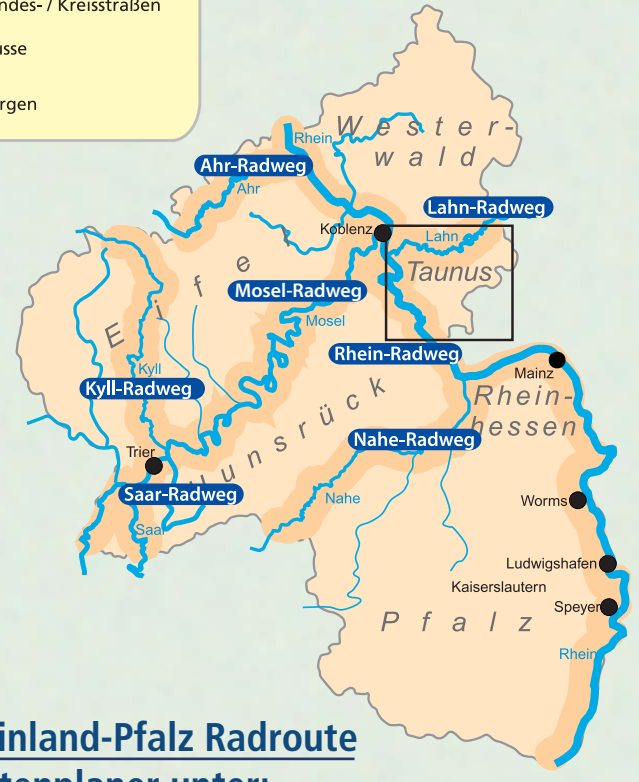 ndes- / Kreisstraßen
usse
rgen
Wester-
wald
Rhein
Ahr-Radweg
Ahr
Lahn-Radweg
Koblenz
Lahn
Taunus
Eifel
Mosel-Radweg
Mosel
Rhein-Radweg
Kyll
Kyll-Radweg
Mainz
Rhein-
hessen
Hunsrück
Nahe-Radweg
Trier
Saar-Radweg
Nahe
Worms
Saar
Ludwigshafen
Kaiserslautern
Speyer
Pfalz
Rhein
inland-Pfalz Radroute
tenplaner unter: